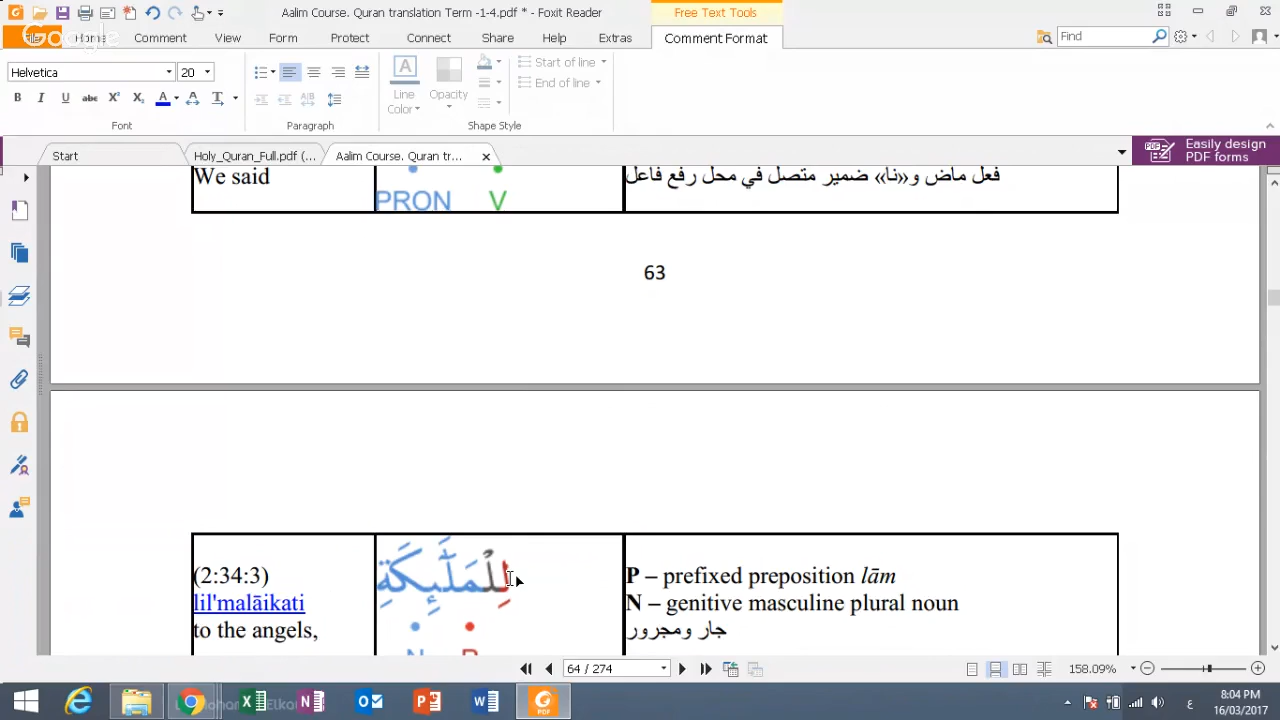 Aalim Course. Quran translation Term -1-4.pdf * - Foxit Reader
Free Text Tools
Google
File Home Comment View Form Protect Connect Share Help Extras Comment Format
Find
Helvetica 20
Start of line
End of line
Line Color
Opacity
Font
Paragraph
Shape Style
Start
Holy_Quran_Full.pdf (...
Aalim Course. Quran tr...
Easily design PDF forms
We said
PRON V
فعل ماض و«نا» ضمير متصل في محل رفع فاعل
63
(2:34:3)
lil'malāikati
to the angels,
لِلْمَلَٰٓئِكَةِ
N P
P – prefixed preposition lām
N – genitive masculine plural noun
جار ومجرور
64 / 274
158.09%
8:04 PM
16/03/2017